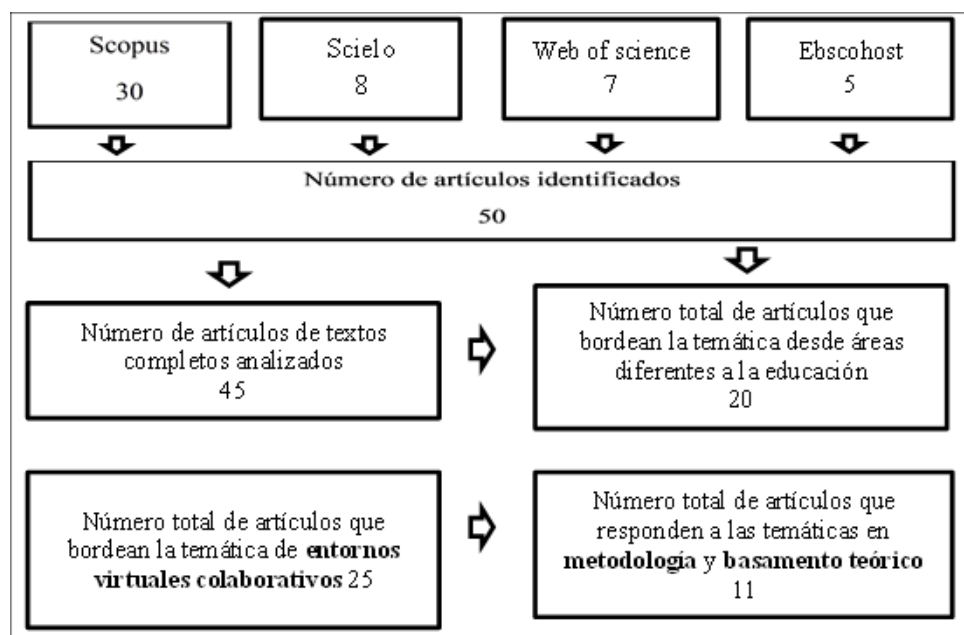 Scopus
30
Scielo
8
Web of science
7
Ebscohost
5
Número de artículos identificados
50
Número de artículos de textos
completos analizados
45
Número total de artículos que
bordean la temática desde áreas
diferentes a la educación
20
Número total de artículos que
bordean la temática de entornos
virtuales colaborativos 25
Número total de artículos que
responden a las temáticas en
metodología y basamento teórico
11